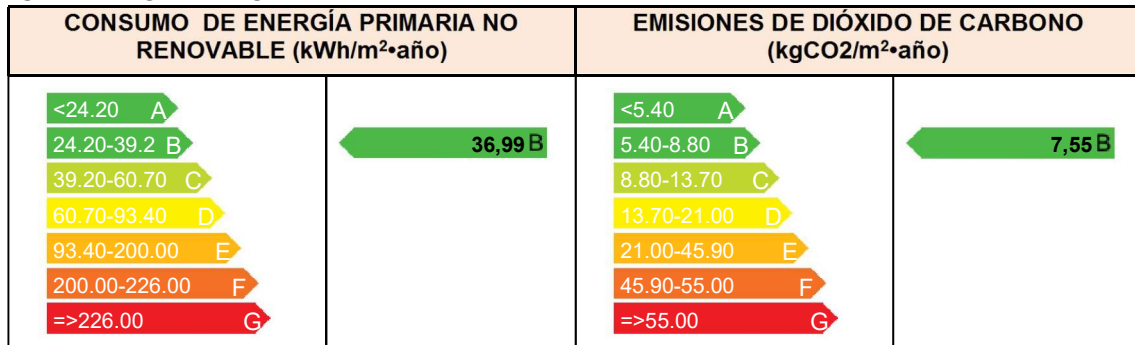 CONSUMO DE ENERGÍA PRIMARIA NO
RENOVABLE (kWh/m²•año)
EMISIONES DE DIÓXIDO DE CARBONO
(kgCO2/m²•año)
<24.20 A
24.20-39.2 B
39.20-60.70 C
60.70-93.40 D
93.40-200.00 E
200.00-226.00 F
=>226.00 G
36,99 B
<5.40 A
5.40-8.80 B
8.80-13.70 C
13.70-21.00 D
21.00-45.90 E
45.90-55.00 F
=>55.00 G
7,55 B